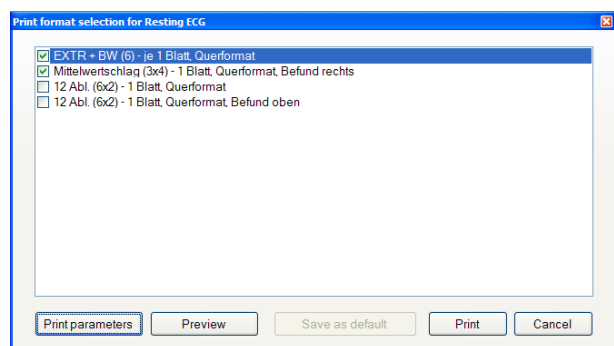 Print format selection for Resting ECG
EXTR + BW (6) - je 1 Blatt, Querformat
Mittelwertschlag (3x4) - 1 Blatt, Querformat, Befund rechts
12 Abl. (6x2) - 1 Blatt, Querformat
12 Abl. (6x2) - 1 Blatt, Querformat, Befund oben
Print parameters Preview Save as default Print Cancel